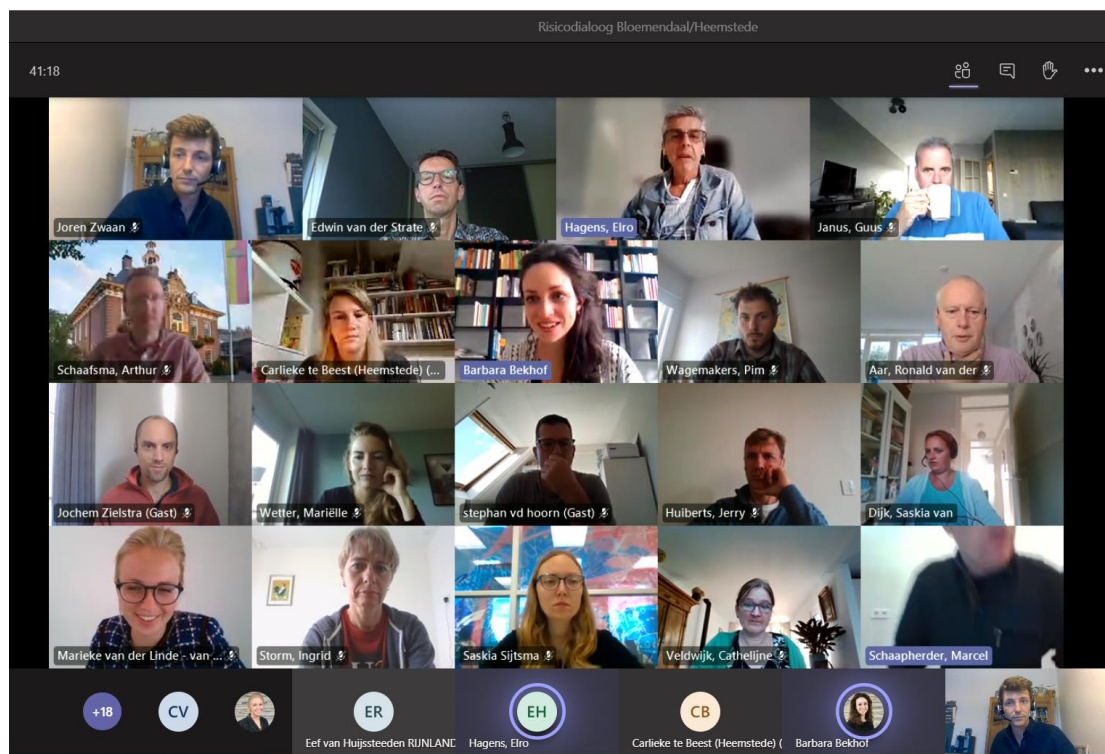 Risicodialoog Bloemendaal/Heemstede
41:18
Joren Zwaan
Edwin van der Strate
Hagens, Elro
Janus, Guus
Schaafsma, Arthur
Carlieke te Beest (Heemstede) (...
Barbara Bekhof
Wagemakers, Pim
Aar, Ronald van der
Jochem Zielstra (Gast)
Wetter, Mariëlle
stephan vd hoorn (Gast)
Huiberts, Jerry
Dijk, Saskia van
Marieke van der Linde - van ...
Storm, Ingrid
Saskia Sijtsma
Veldwijk, Cathelijne
Schaapherder, Marcel
+18
CV
ER
EH
CB
Eef van Huijssteeden RIJNLAND
Hagens, Elro
Carlieke te Beest (Heemstede) (
Barbara Bekhof